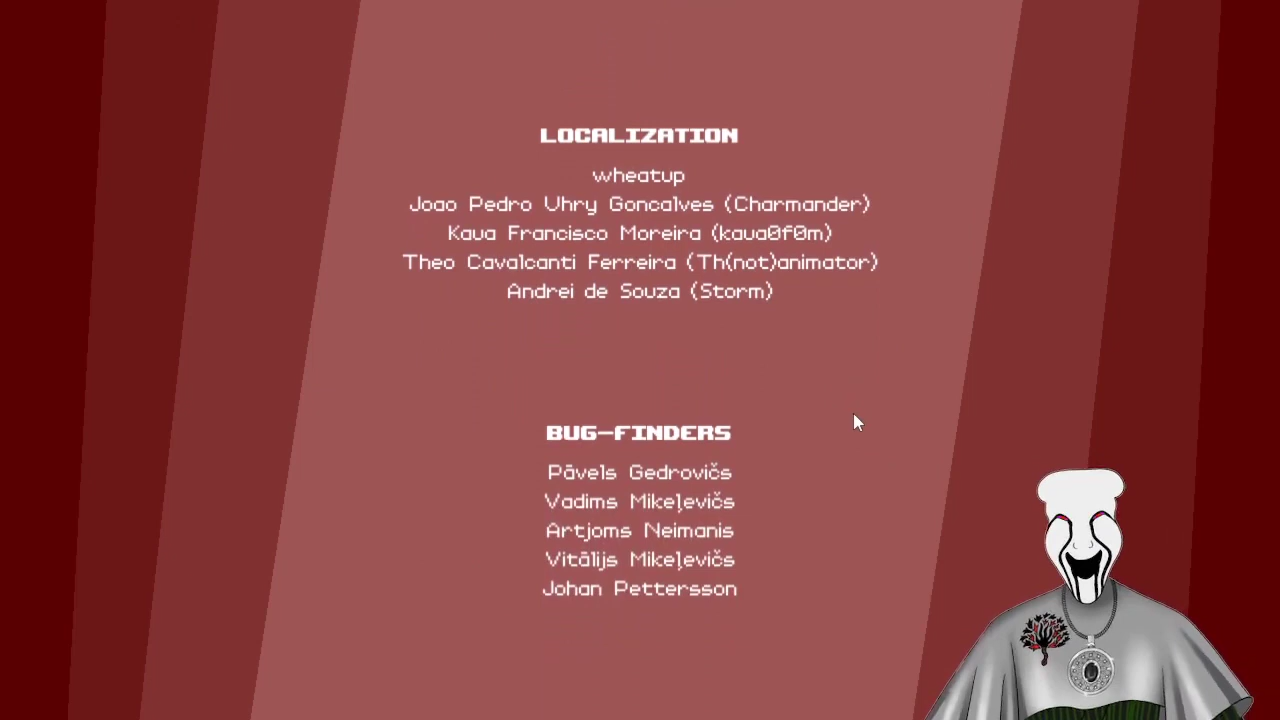 LOCALIZATION
wheatup
Joao Pedro Uhry Goncalves (Charmander)
Kaua Francisco Moreira (kaua0f0m)
Theo Cavalcanti Ferreira (Th(not)animator)
Andrei de Souza (Storm)
BUG-FINDERS
Pāvels Gedrovičs
Vadims Mikeļevičs
Artjoms Neimanis
Vitālijs Mikeļevičs
Johan Pettersson